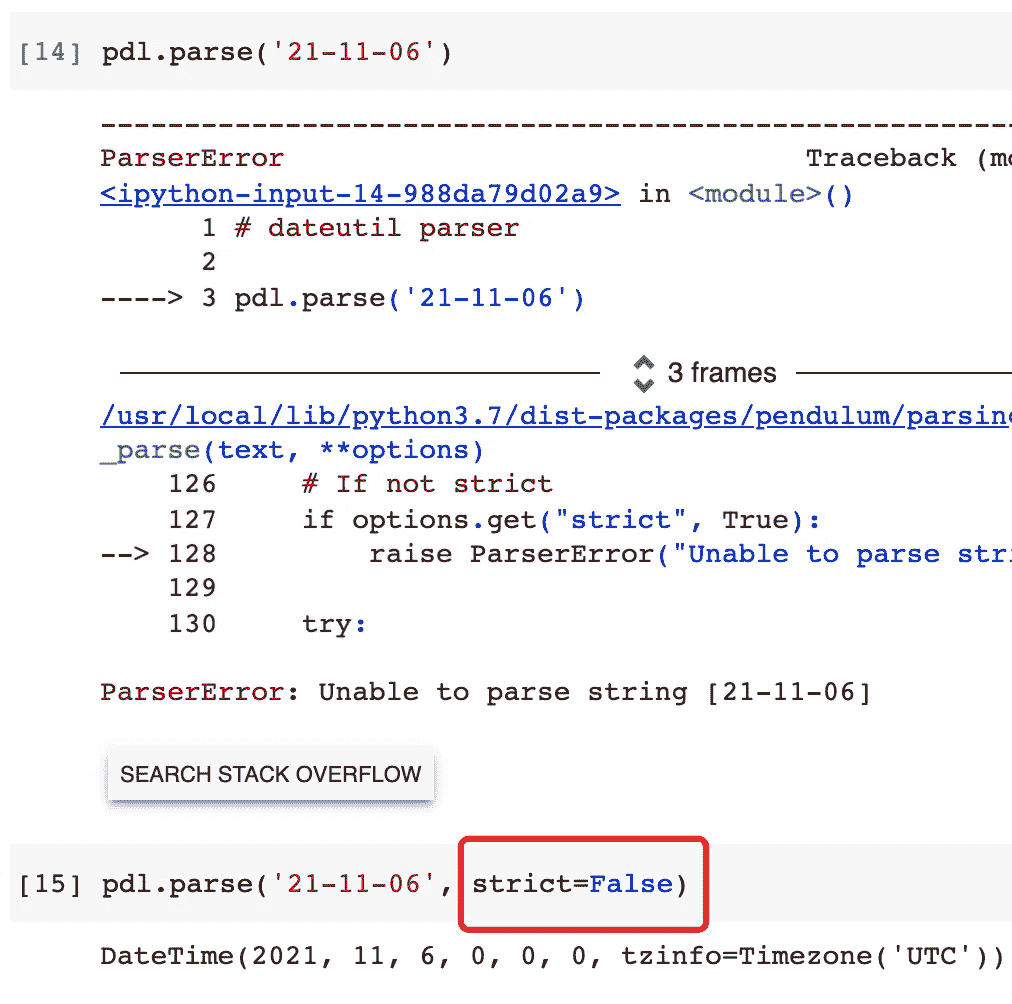 [14] pdl.parse('21-11-06')
------------------------------------------------------
ParserError Traceback (mo
<ipython-input-14-988da79d02a9> in <module>()
1 # dateutil parser
2
----> 3 pdl.parse('21-11-06')
3 frames
/usr/local/lib/python3.7/dist-packages/pendulum/parsing
_parse(text, **options)
126 # If not strict
127 if options.get("strict", True):
--> 128 raise ParserError("Unable to parse stri
129
130 try:
ParserError: Unable to parse string [21-11-06]
SEARCH STACK OVERFLOW
[15] pdl.parse('21-11-06', strict=False)
DateTime(2021, 11, 6, 0, 0, 0, tzinfo=Timezone('UTC'))